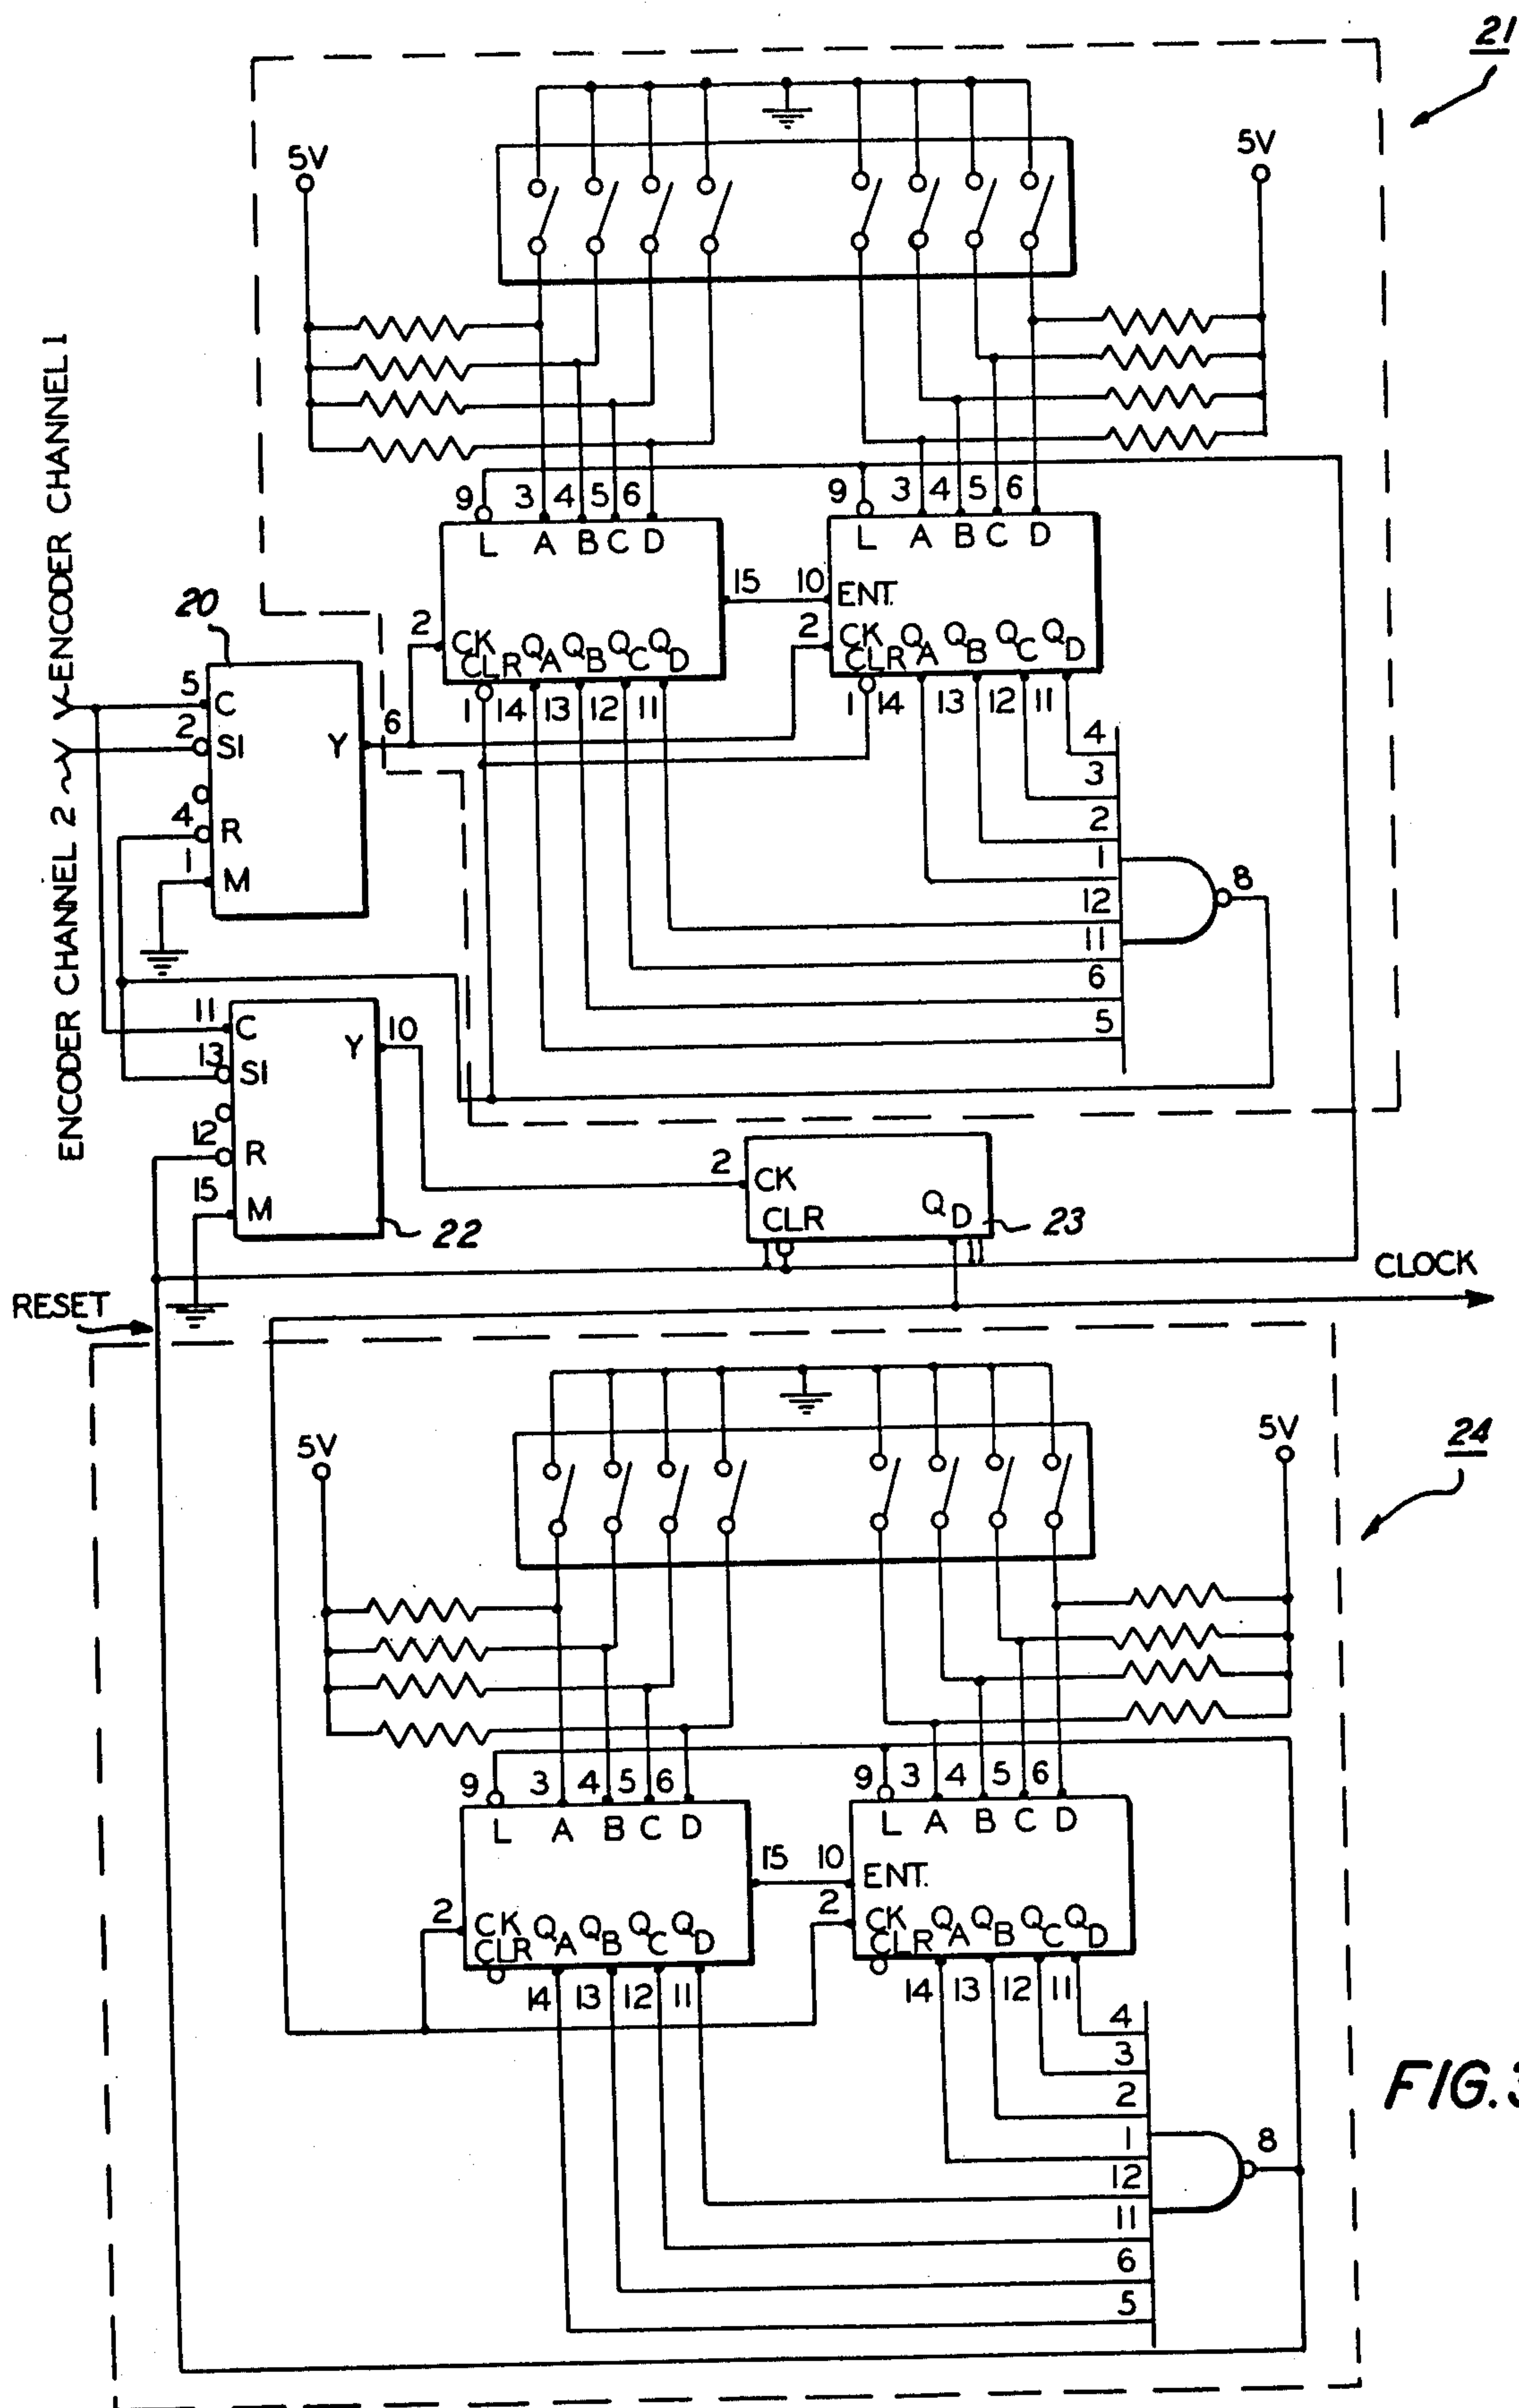 21
5V
5V
ENCODER CHANNEL 1
ENCODER CHANNEL 2
9 3 4 5 6
L A B C D
9 3 4 5 6
L A B C D
15 10 ENT.
2 CK QA QB QC QD
CLR
1 14 13 12 11
2 CK QA QB QC QD
CLR
1 14 13 12 11
20
5 C
2 SI
Y 6
4 R
1 M
4
3
2
1
12
11
6
5
8
11 C
13 SI
Y 10
12 R
15 M
22
2 CK
CLR QD
23
CLOCK
RESET
24
5V
5V
9 3 4 5 6
L A B C D
9 3 4 5 6
L A B C D
15 10 ENT.
2 CK QA QB QC QD
CLR
14 13 12 11
2 CK QA QB QC QD
CLR
14 13 12 11
4
3
2
1
12
11
6
5
8
FIG.3